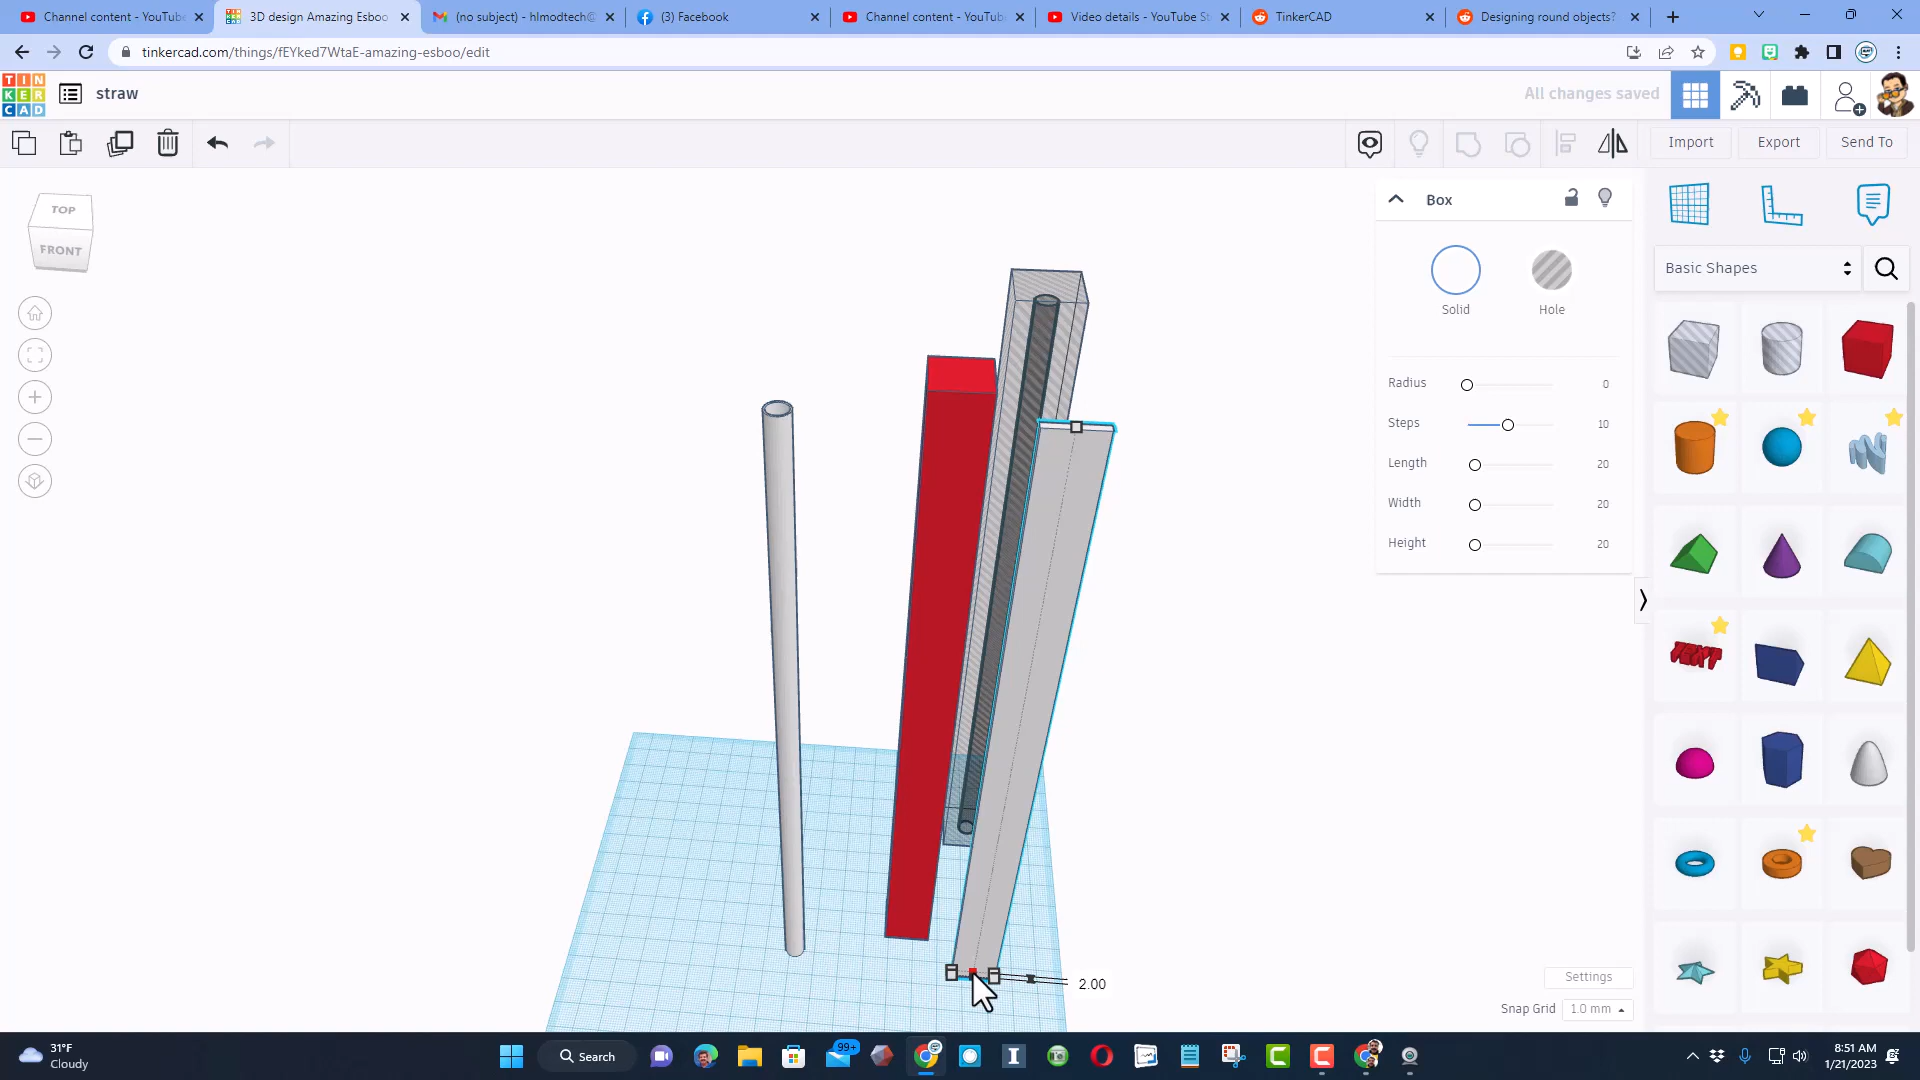 Channel content - YouTube
3D design Amazing Esboo
(no subject) - hlmodtech@
(3) Facebook
Channel content - YouTub
Video details - YouTube St
TinkerCAD
Designing round objects?
tinkercad.com/things/fEYked7WtaE-amazing-esboo/edit
TIN
KER
CAD
straw
All changes saved
Import
Export
Send To
TOP
FRONT
Box
Solid
Hole
Radius 0
Steps 10
Length 20
Width 20
Height 20
Basic Shapes
TEXT
2.00
Settings
Snap Grid 1.0 mm
31°F
Cloudy
Search
99+
8:51 AM
1/21/2023